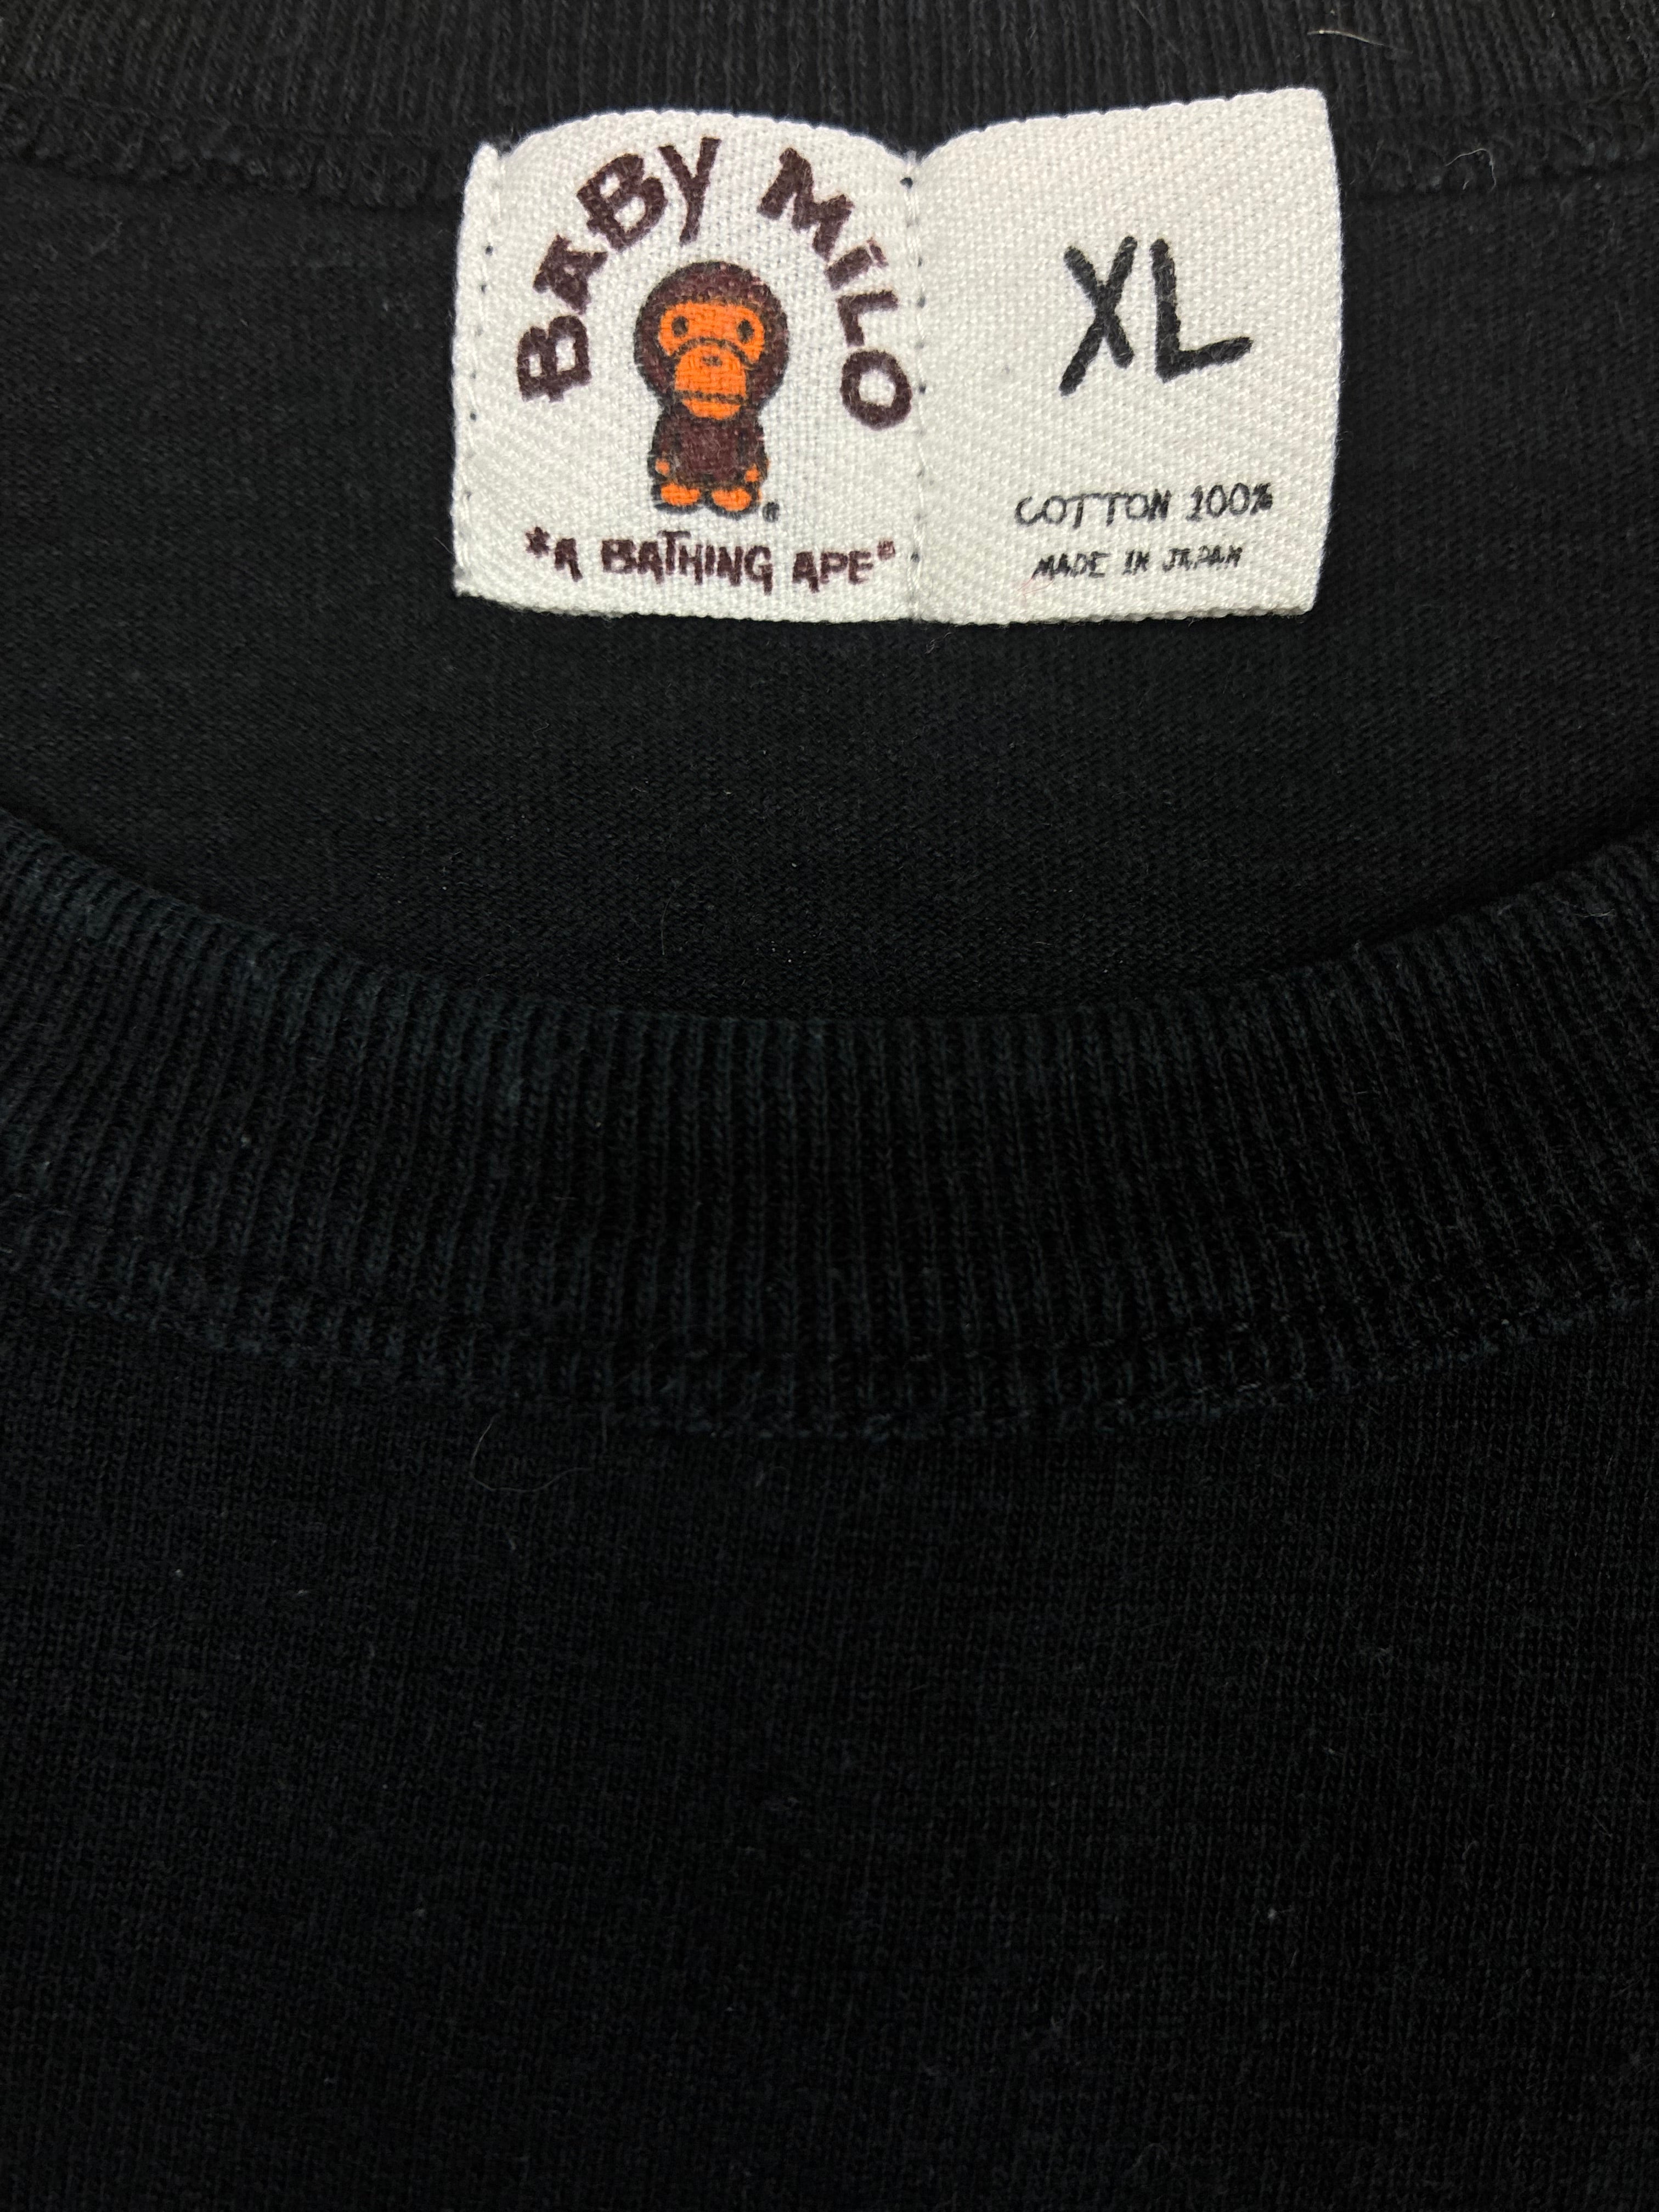 BABY MiLO
®
"A BATHING APE"
XL
COTTON 100%
MADE IN JAPAN